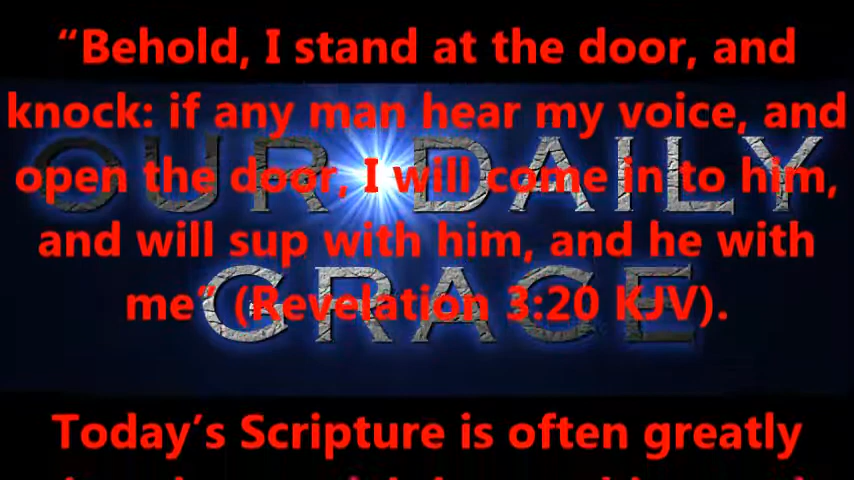 “Behold, I stand at the door, and
knock: if any man hear my voice, and
open the door, I will come in to him,
and will sup with him, and he with
me” (Revelation 3:20 KJV).
OUR DAILY
GRACE
Today’s Scripture is often greatly